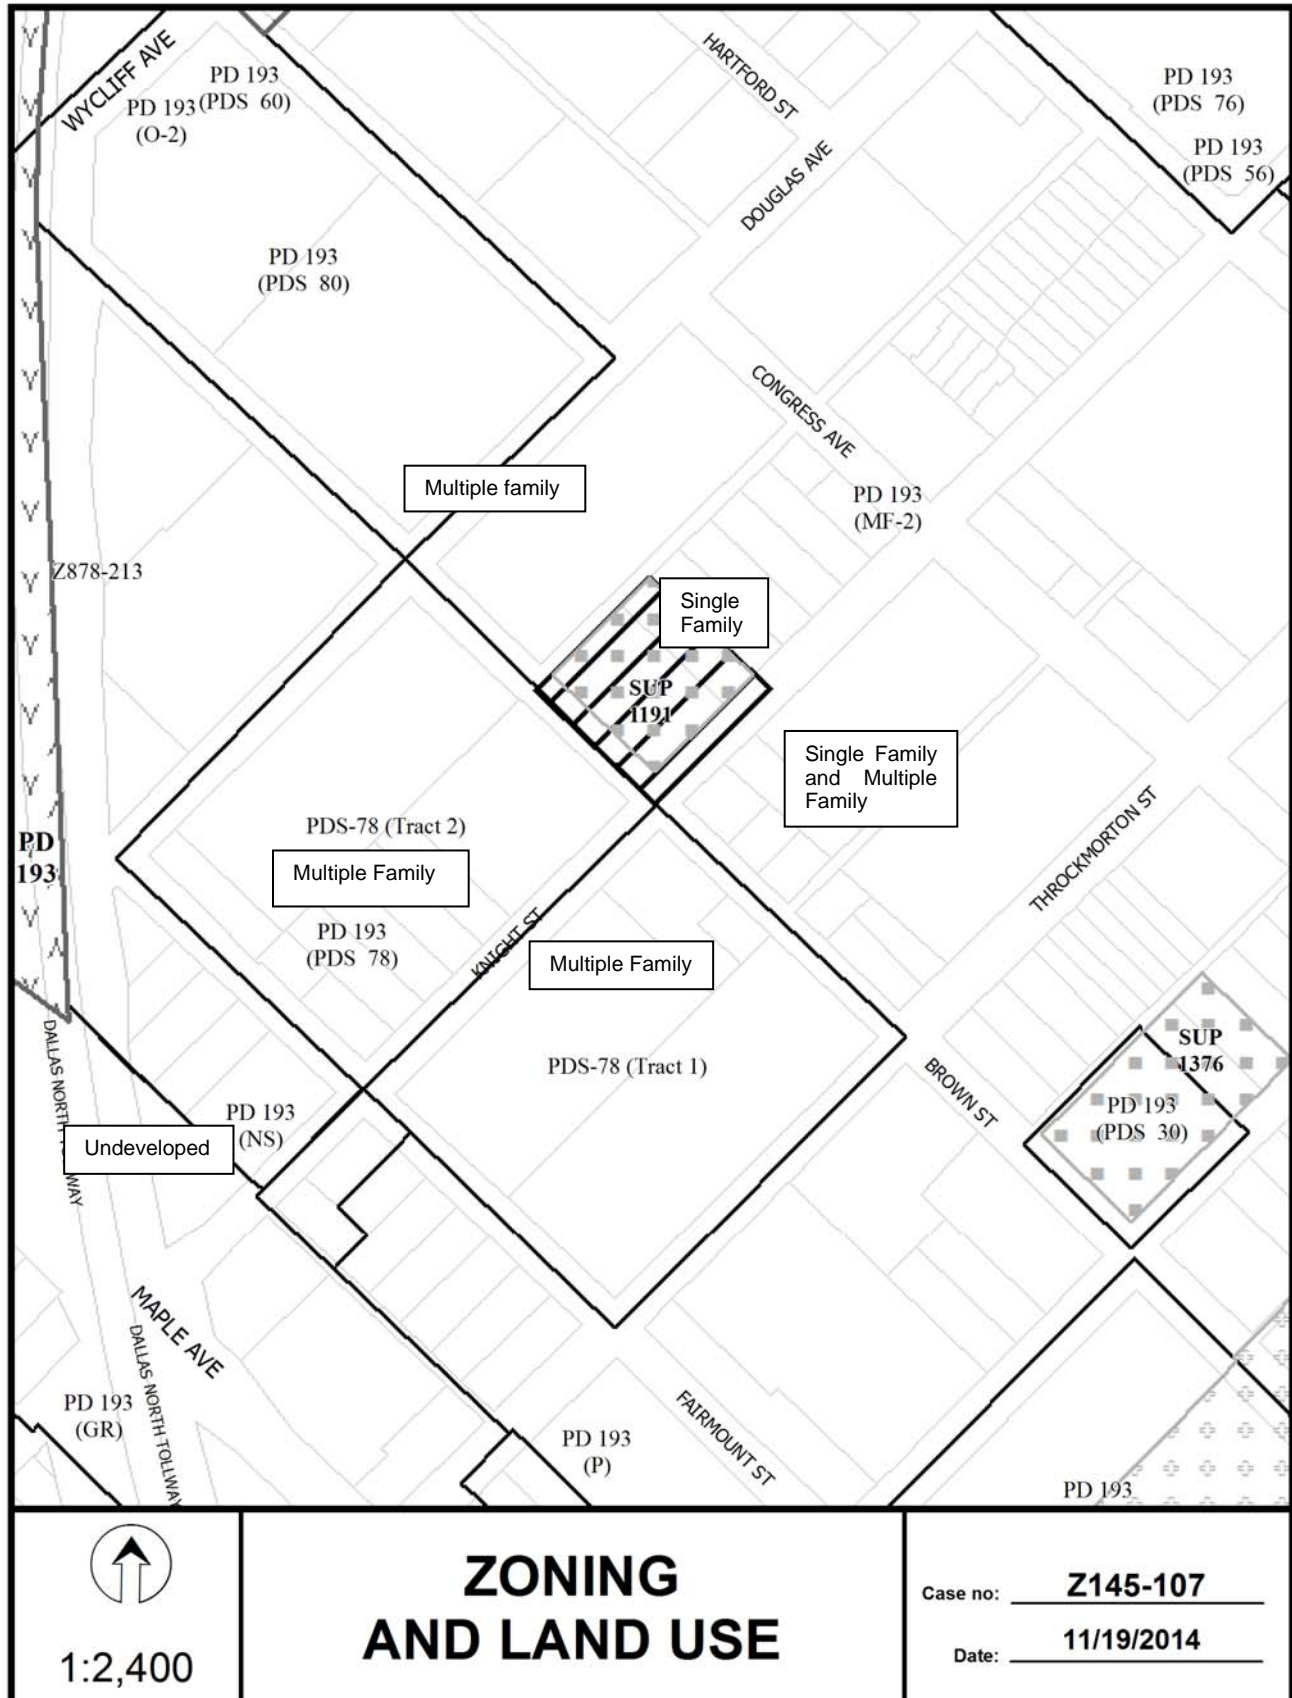 WYCLIFF AVE
PD 193
(PDS 60)
PD 193
(O-2)
HARTFORD ST
PD 193
(PDS 76)
PD 193
(PDS 56)
DOUGLAS AVE
PD 193
(PDS 80)
CONGRESS AVE
Multiple family
PD 193
(MF-2)
Z878-213
Single
Family
SUP
1191
Single Family
and Multiple
Family
PD
193
PDS-78 (Tract 2)
Multiple Family
PD 193
(PDS 78)
KNIGHT ST
Multiple Family
THROCKMORTON ST
PDS-78 (Tract 1)
SUP
1376
PD 193
(PDS 30)
BROWN ST
DALLAS NORTH TOLLWAY
PD 193
(NS)
Undeveloped
MAPLE AVE
DALLAS NORTH TOLLWAY
PD 193
(GR)
PD 193
(P)
FAIRMOUNT ST
PD 193
1:2,400
ZONING
AND LAND USE
Case no: Z145-107
Date: 11/19/2014